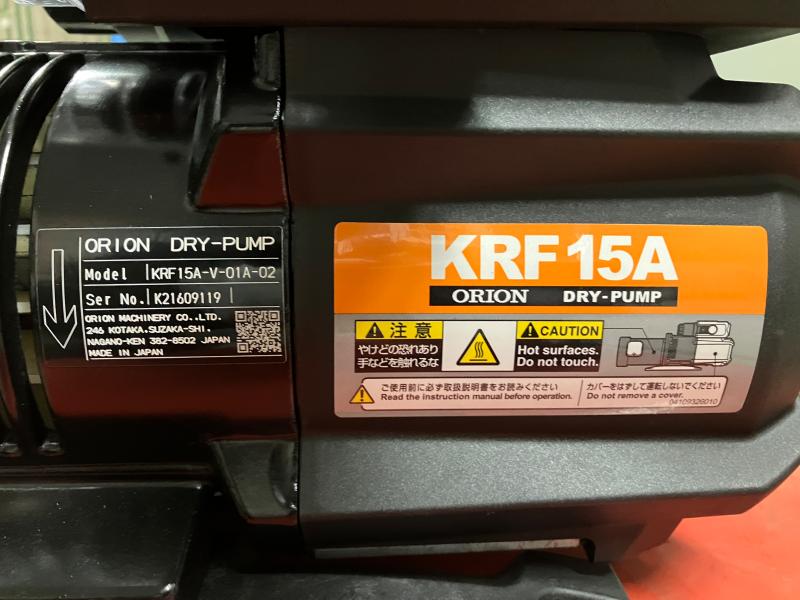 ORION DRY-PUMP
Model KRF15A-V-01A-02
Ser No. K21609119
ORION MACHINERY CO.,LTD.
246 KOTAKA.SUZAKA-SHI.
NAGANO-KEN 382-8502 JAPAN
MADE IN JAPAN
KRF15A
ORION DRY-PUMP
注意
やけどの恐れあり
手などを触れるな
CAUTION
Hot surfaces.
Do not touch.
ご使用前に必ず取扱説明書をお読みください
Read the instruction manual before operation.
カバーをはずして運転しないでください
Do not remove a cover.
04109326010